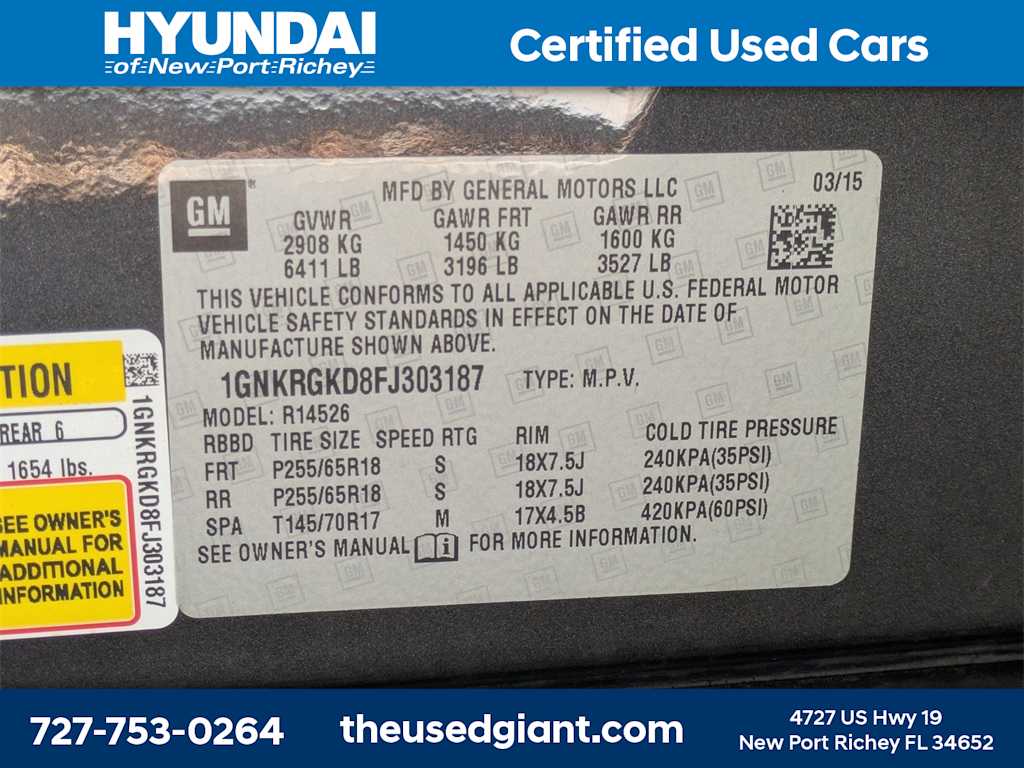 HYUNDAI
of New Port Richey
Certified Used Cars
GM
MFD BY GENERAL MOTORS LLC 03/15
GVWR GAWR FRT GAWR RR
2908 KG 1450 KG 1600 KG
6411 LB 3196 LB 3527 LB
THIS VEHICLE CONFORMS TO ALL APPLICABLE U.S. FEDERAL MOTOR
VEHICLE SAFETY STANDARDS IN EFFECT ON THE DATE OF
MANUFACTURE SHOWN ABOVE.
1GNKRGKD8FJ303187 TYPE: M.P.V.
MODEL: R14526
RBBD TIRE SIZE SPEED RTG RIM COLD TIRE PRESSURE
FRT P255/65R18 S 18X7.5J 240KPA(35PSI)
RR P255/65R18 S 18X7.5J 240KPA(35PSI)
SPA T145/70R17 M 17X4.5B 420KPA(60PSI)
SEE OWNER'S MANUAL FOR MORE INFORMATION.
TION
REAR 6
1654 lbs.
SEE OWNER'S
MANUAL FOR
ADDITIONAL
INFORMATION
1GNKRGKD8FJ303187
727-753-0264
theusedgiant.com
4727 US Hwy 19
New Port Richey FL 34652